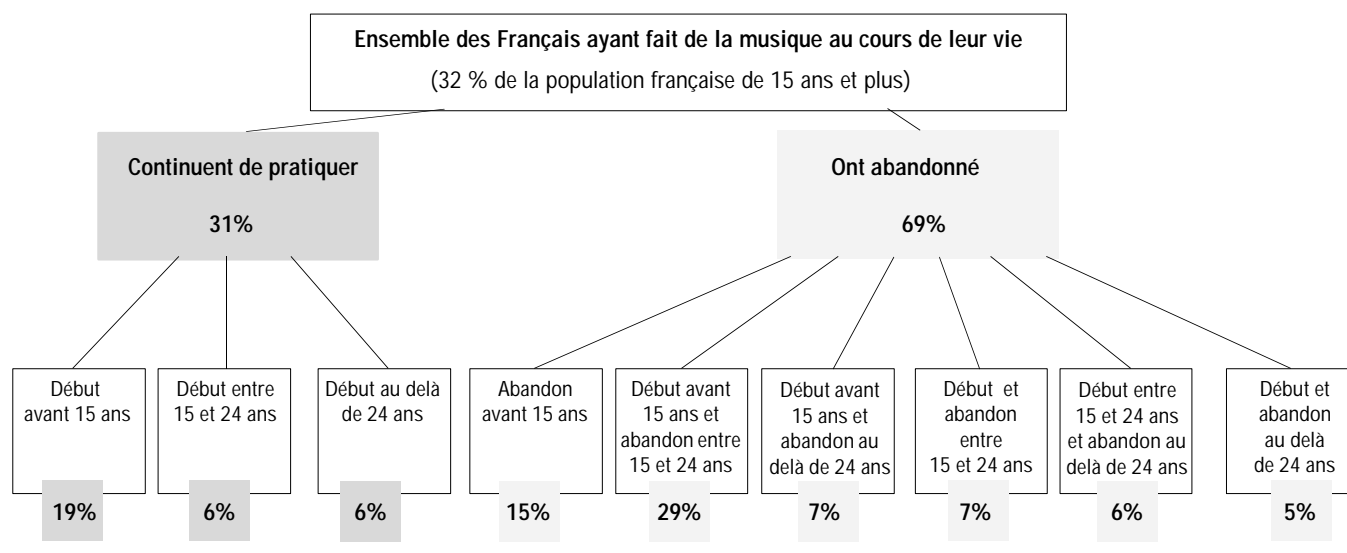 Ensemble des Français ayant fait de la musique au cours de leur vie
(32 % de la population française de 15 ans et plus)
Continuent de pratiquer
31%
Ont abandonné
69%
Début
avant 15 ans
19%
Début entre
15 et 24 ans
6%
Début au delà
de 24 ans
6%
Abandon
avant 15 ans
15%
Début avant
15 ans et
abandon entre
15 et 24 ans
29%
Début avant
15 ans et
abandon au
delà de 24 ans
7%
Début et
abandon
entre
15 et 24 ans
7%
Début entre
15 et 24 ans
et abandon au
delà de 24 ans
6%
Début et
abandon
au delà
de 24 ans
5%